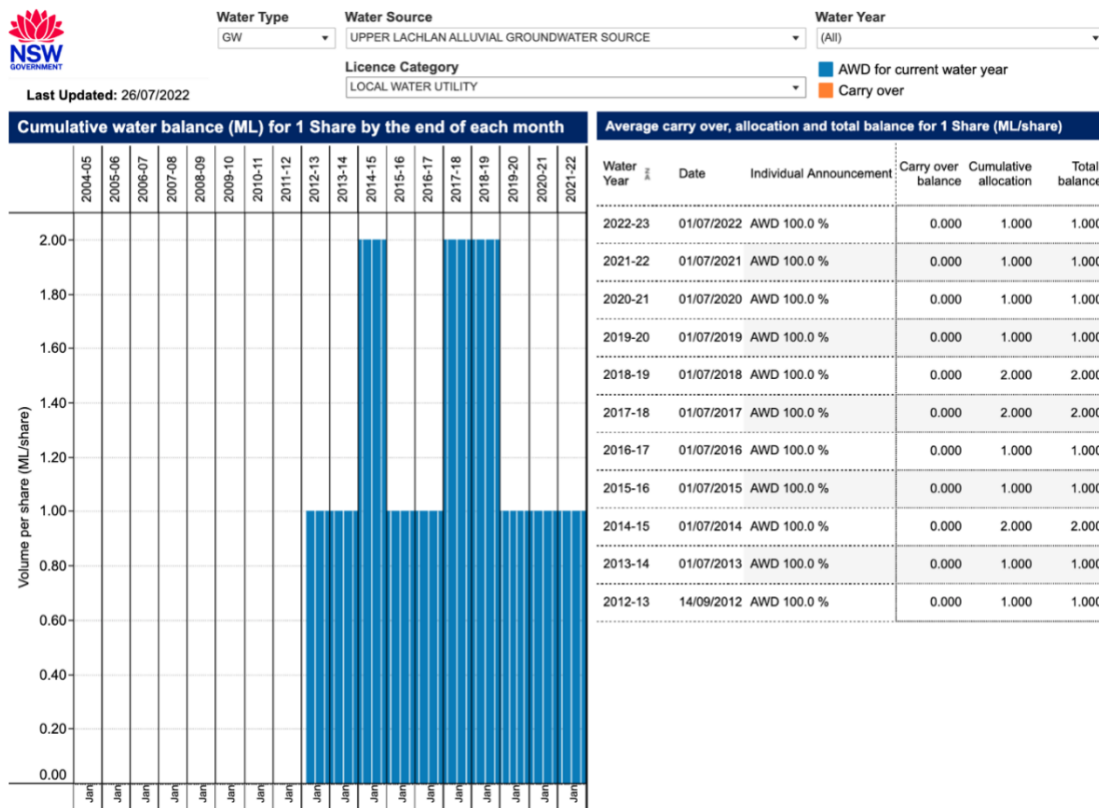 NSW
GOVERNMENT
Last Updated: 26/07/2022
Water Type
GW
Water Source
UPPER LACHLAN ALLUVIAL GROUNDWATER SOURCE
Water Year
(All)
Licence Category
LOCAL WATER UTILITY
AWD for current water year
Carry over
Cumulative water balance (ML) for 1 Share by the end of each month
2004-05 2005-06 2006-07 2007-08 2008-09 2009-10 2010-11 2011-12 2012-13 2013-14 2014-15 2015-16 2016-17 2017-18 2018-19 2019-20 2020-21 2021-22
Volume per share (ML/share)
2.00
1.80
1.60
1.40
1.20
1.00
0.80
0.60
0.40
0.20
0.00
Jan Jan Jan Jan Jan Jan Jan Jan Jan Jan Jan Jan Jan Jan Jan Jan Jan Jan
Average carry over, allocation and total balance for 1 Share (ML/share)
Water Year Date Individual Announcement Carry over balance Cumulative allocation Total balance
2022-23 01/07/2022 AWD 100.0 % 0.000 1.000 1.000
2021-22 01/07/2021 AWD 100.0 % 0.000 1.000 1.000
2020-21 01/07/2020 AWD 100.0 % 0.000 1.000 1.000
2019-20 01/07/2019 AWD 100.0 % 0.000 1.000 1.000
2018-19 01/07/2018 AWD 100.0 % 0.000 2.000 2.000
2017-18 01/07/2017 AWD 100.0 % 0.000 2.000 2.000
2016-17 01/07/2016 AWD 100.0 % 0.000 1.000 1.000
2015-16 01/07/2015 AWD 100.0 % 0.000 1.000 1.000
2014-15 01/07/2014 AWD 100.0 % 0.000 2.000 2.000
2013-14 01/07/2013 AWD 100.0 % 0.000 1.000 1.000
2012-13 14/09/2012 AWD 100.0 % 0.000 1.000 1.000